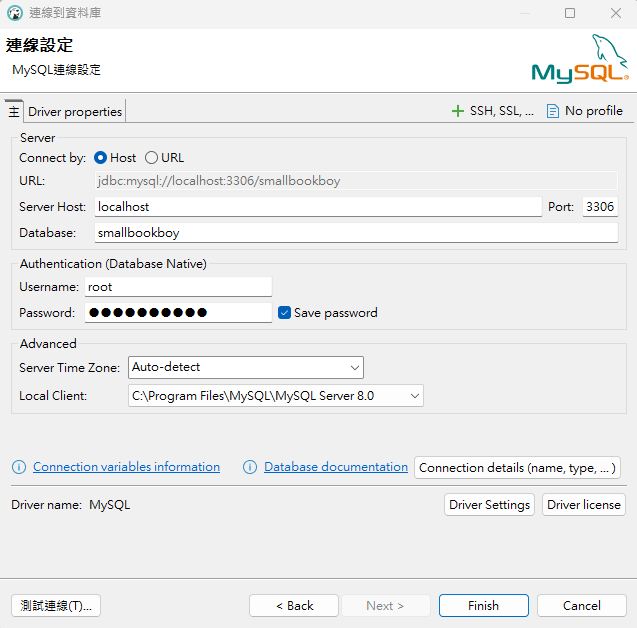 連線到資料庫
連線設定
MySQL連線設定
MySQL®
主 Driver properties SSH, SSL, ... No profile
Server
Connect by: Host URL
URL: jdbc:mysql://localhost:3306/smallbookboy
Server Host: localhost Port: 3306
Database: smallbookboy
Authentication (Database Native)
Username: root
Password: ●●●●●●●●●● Save password
Advanced
Server Time Zone: Auto-detect
Local Client: C:\Program Files\MySQL\MySQL Server 8.0
Connection variables information Database documentation Connection details (name, type, ... )
Driver name: MySQL Driver Settings Driver license
測試連線(T)... < Back Next > Finish Cancel